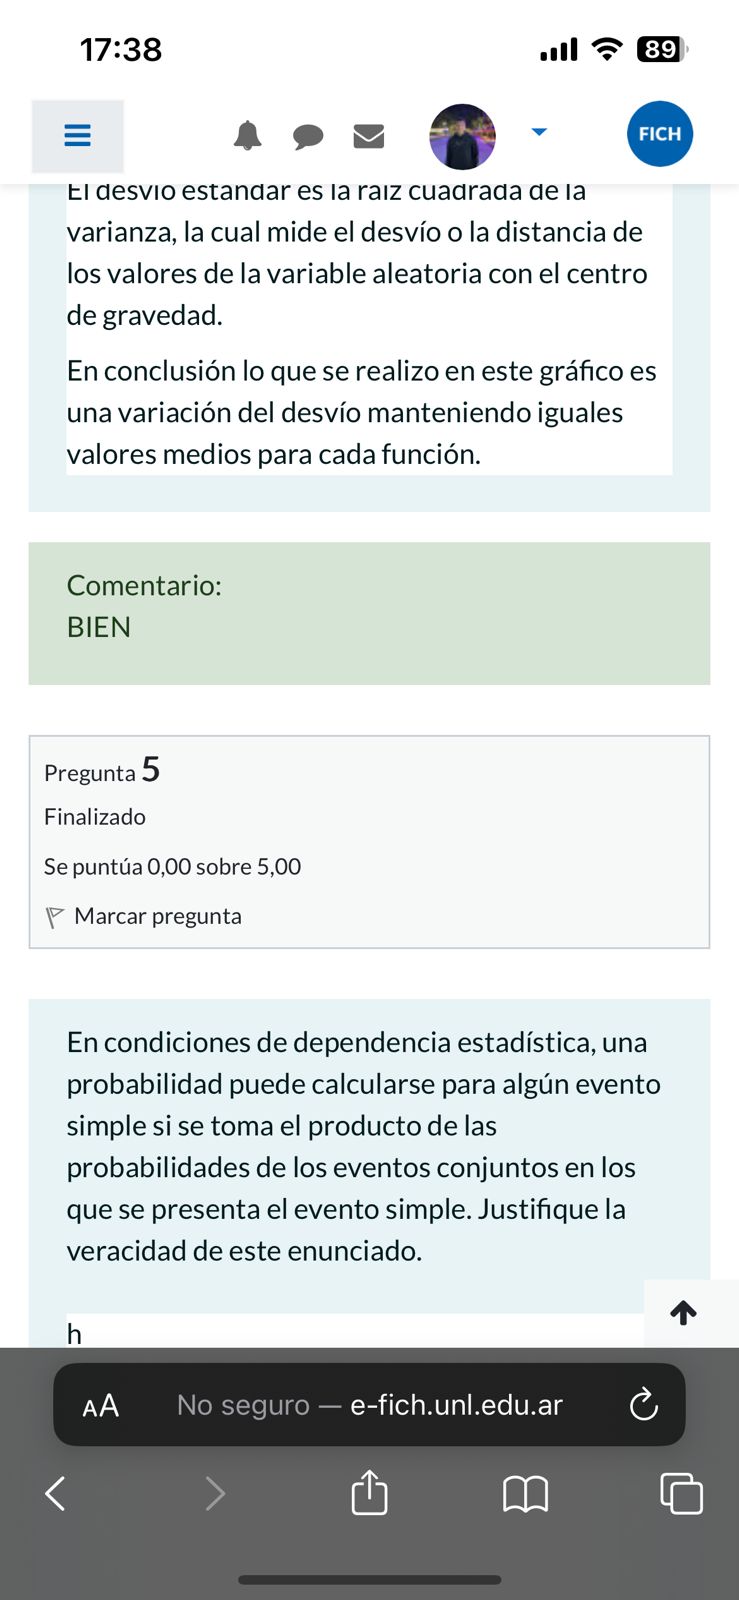 17:38
89
FICH
El desvío estándar es la raíz cuadrada de la
varianza, la cual mide el desvío o la distancia de
los valores de la variable aleatoria con el centro
de gravedad.
En conclusión lo que se realizo en este gráfico es
una variación del desvío manteniendo iguales
valores medios para cada función.
Comentario:
BIEN
Pregunta 5
Finalizado
Se puntúa 0,00 sobre 5,00
Marcar pregunta
En condiciones de dependencia estadística, una
probabilidad puede calcularse para algún evento
simple si se toma el producto de las
probabilidades de los eventos conjuntos en los
que se presenta el evento simple. Justifique la
veracidad de este enunciado.
h
AA No seguro — e-fich.unl.edu.ar